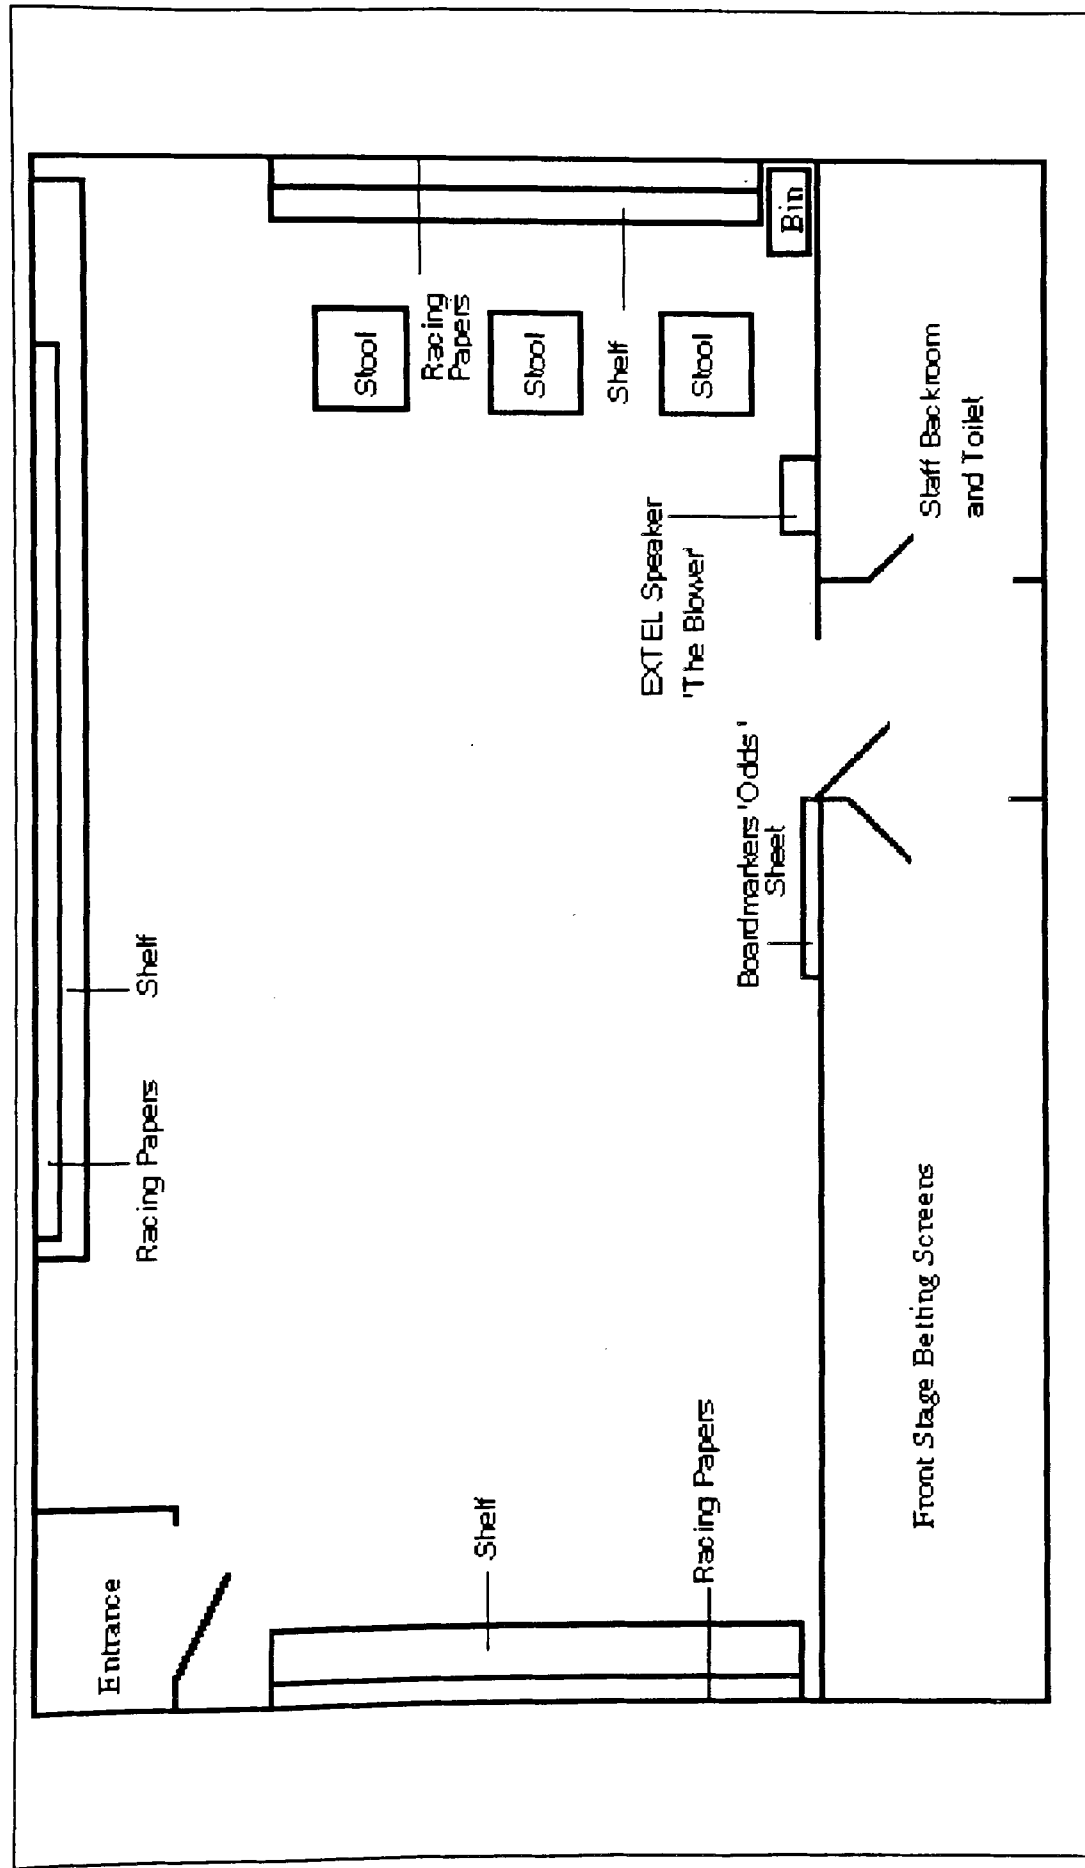 Entrance
Racing Papers
Shelf
Shelf
Racing Papers
Stool
Racing
Papers
Stool
Shelf
Stool
Bin
EXTEL Speaker
'The Blower'
Boardmarkers 'Odds'
Sheet
Front Stage Betting Screens
Staff Backroom
and Toilet